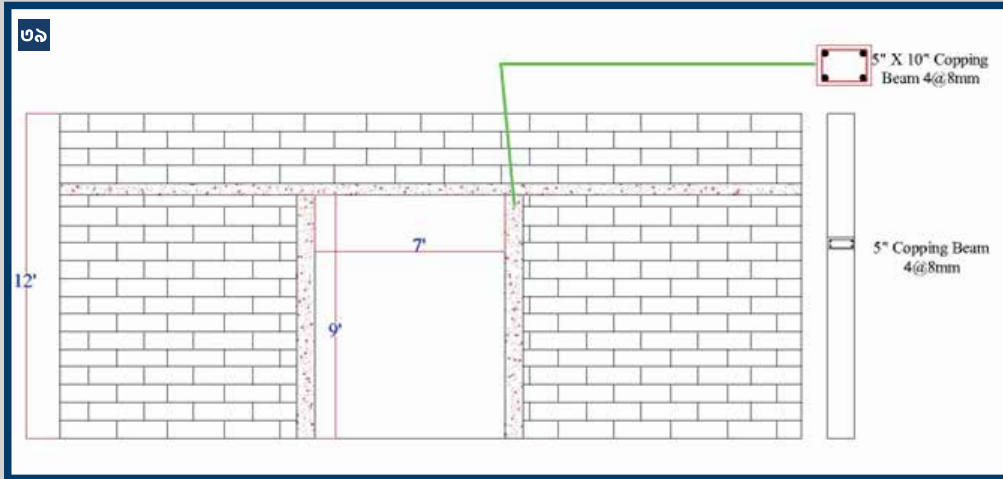 ৩৯
5" X 10" Copping
Beam 4@8mm
7'
5" Copping Beam
4@8mm
12'
9'